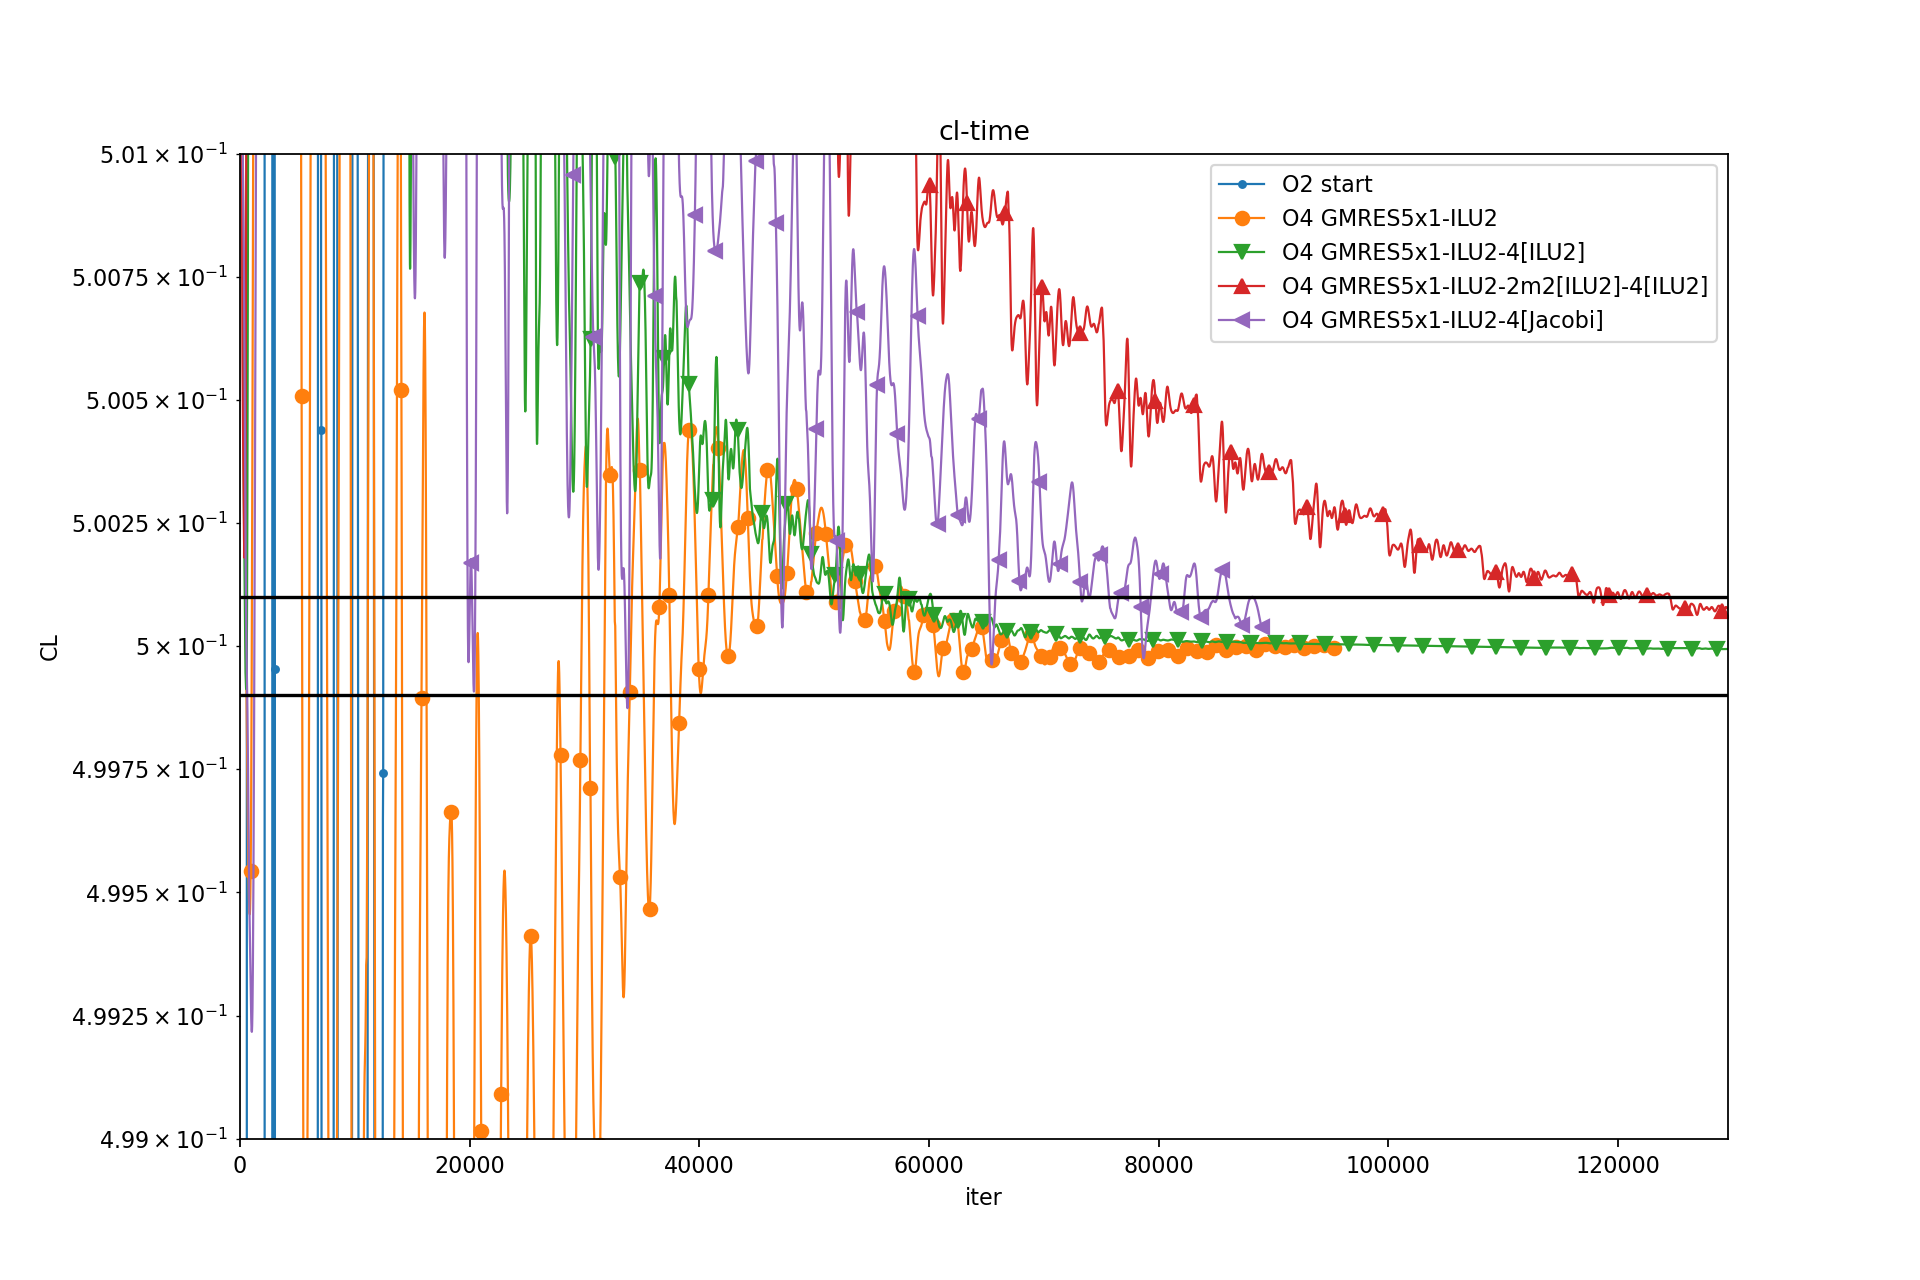 cl-time
5.01 × 10⁻¹
5.0075 × 10⁻¹
5.005 × 10⁻¹
5.0025 × 10⁻¹
5 × 10⁻¹
4.9975 × 10⁻¹
4.995 × 10⁻¹
4.9925 × 10⁻¹
4.99 × 10⁻¹
CL
O2 start
O4 GMRES5x1-ILU2
O4 GMRES5x1-ILU2-4[ILU2]
O4 GMRES5x1-ILU2-2m2[ILU2]-4[ILU2]
O4 GMRES5x1-ILU2-4[Jacobi]
0 20000 40000 60000 80000 100000 120000
iter